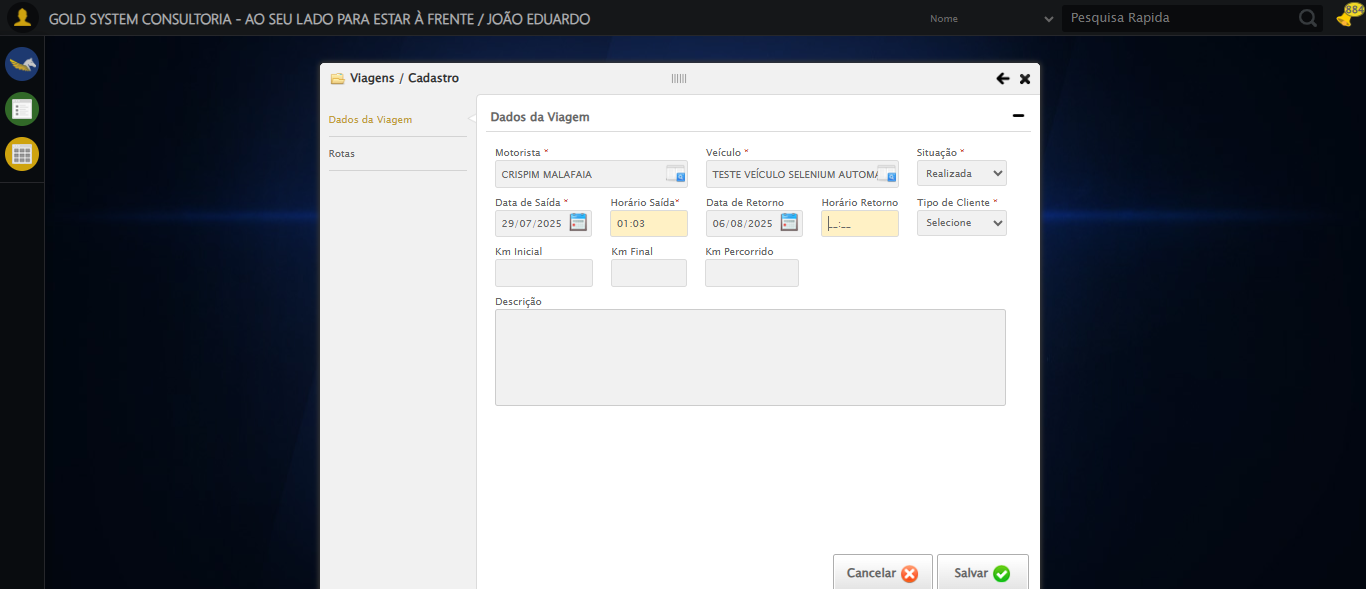 GOLD SYSTEM CONSULTORIA - AO SEU LADO PARA ESTAR À FRENTE / JOÃO EDUARDO
Nome
Pesquisa Rapida
884
Viagens / Cadastro
Dados da Viagem
Rotas
Dados da Viagem
Motorista *
Veículo *
Situação *
CRISPIM MALAFAIA
TESTE VEÍCULO SELENIUM AUTOMA
Realizada
Data de Saída *
Horário Saída*
Data de Retorno
Horário Retorno
Tipo de Cliente *
29/07/2025
01:03
06/08/2025
__:__
Selecione
Km Inicial
Km Final
Km Percorrido
Descrição
Cancelar
Salvar